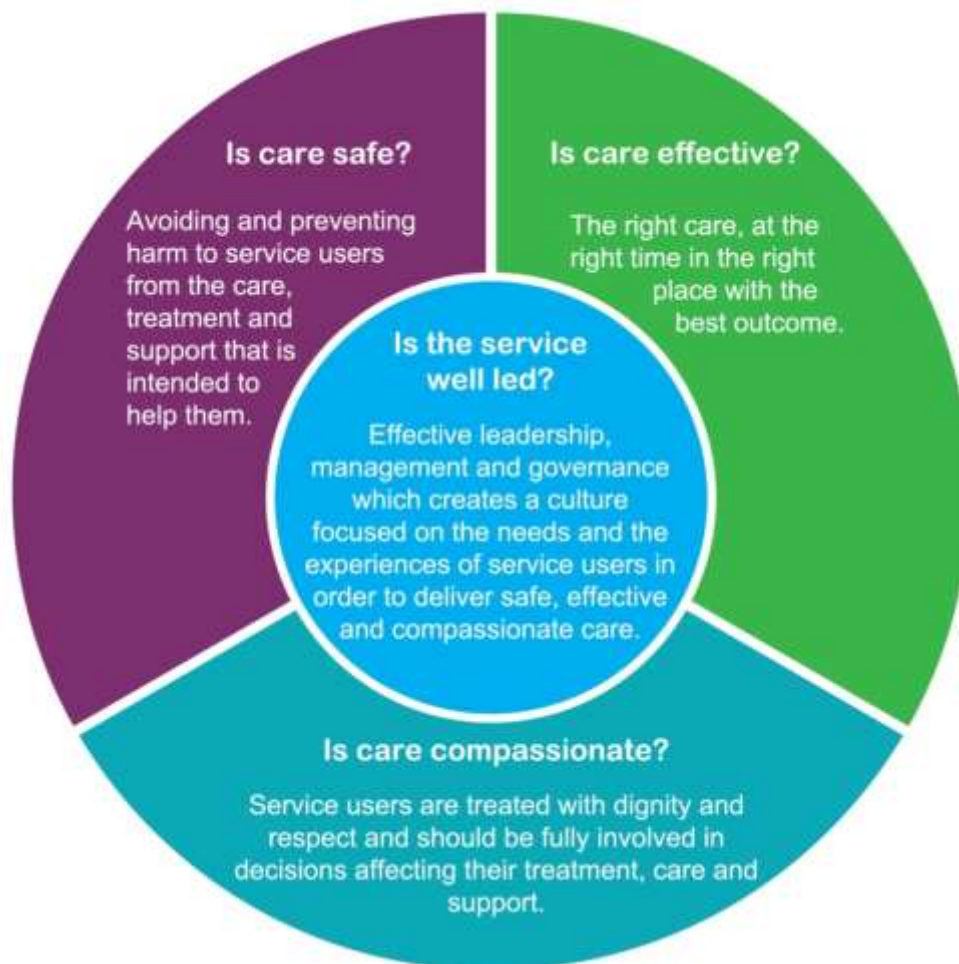 Is care safe?
Avoiding and preventing
harm to service users
from the care,
treatment and
support that is
intended to
help them.
Is care effective?
The right care, at the
right time in the right
place with the
best outcome.
Is the service
well led?
Effective leadership,
management and governance
which creates a culture
focused on the needs and the
experiences of service users in
order to deliver safe, effective
and compassionate care.
Is care compassionate?
Service users are treated with dignity and
respect and should be fully involved in
decisions affecting their treatment, care and
support.